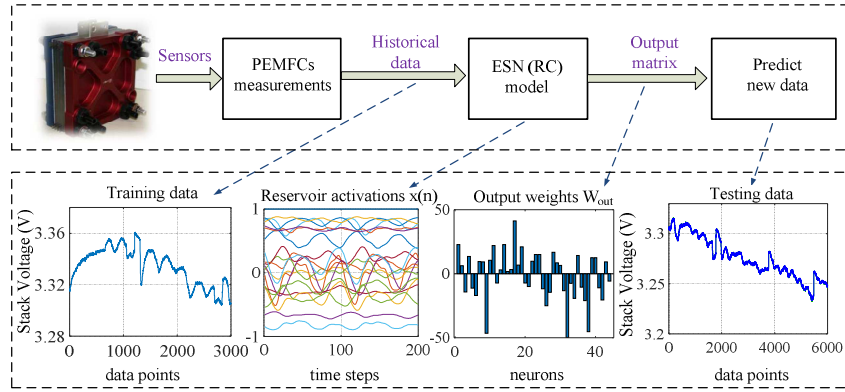 Sensors
PEMFCs
measurements
Historical
data
ESN (RC)
model
Output
matrix
Predict
new data
Training data
Stack Voltage (V)
3.36
3.32
3.28
0
1000
2000
3000
data points
Reservoir activations x(n)
1
0
-1
0
100
200
time steps
Output weights Wout
50
0
-50
0
20
40
neurons
Testing data
Stack Voltage (V)
3.3
3.25
3.2
0
2000
4000
6000
data points